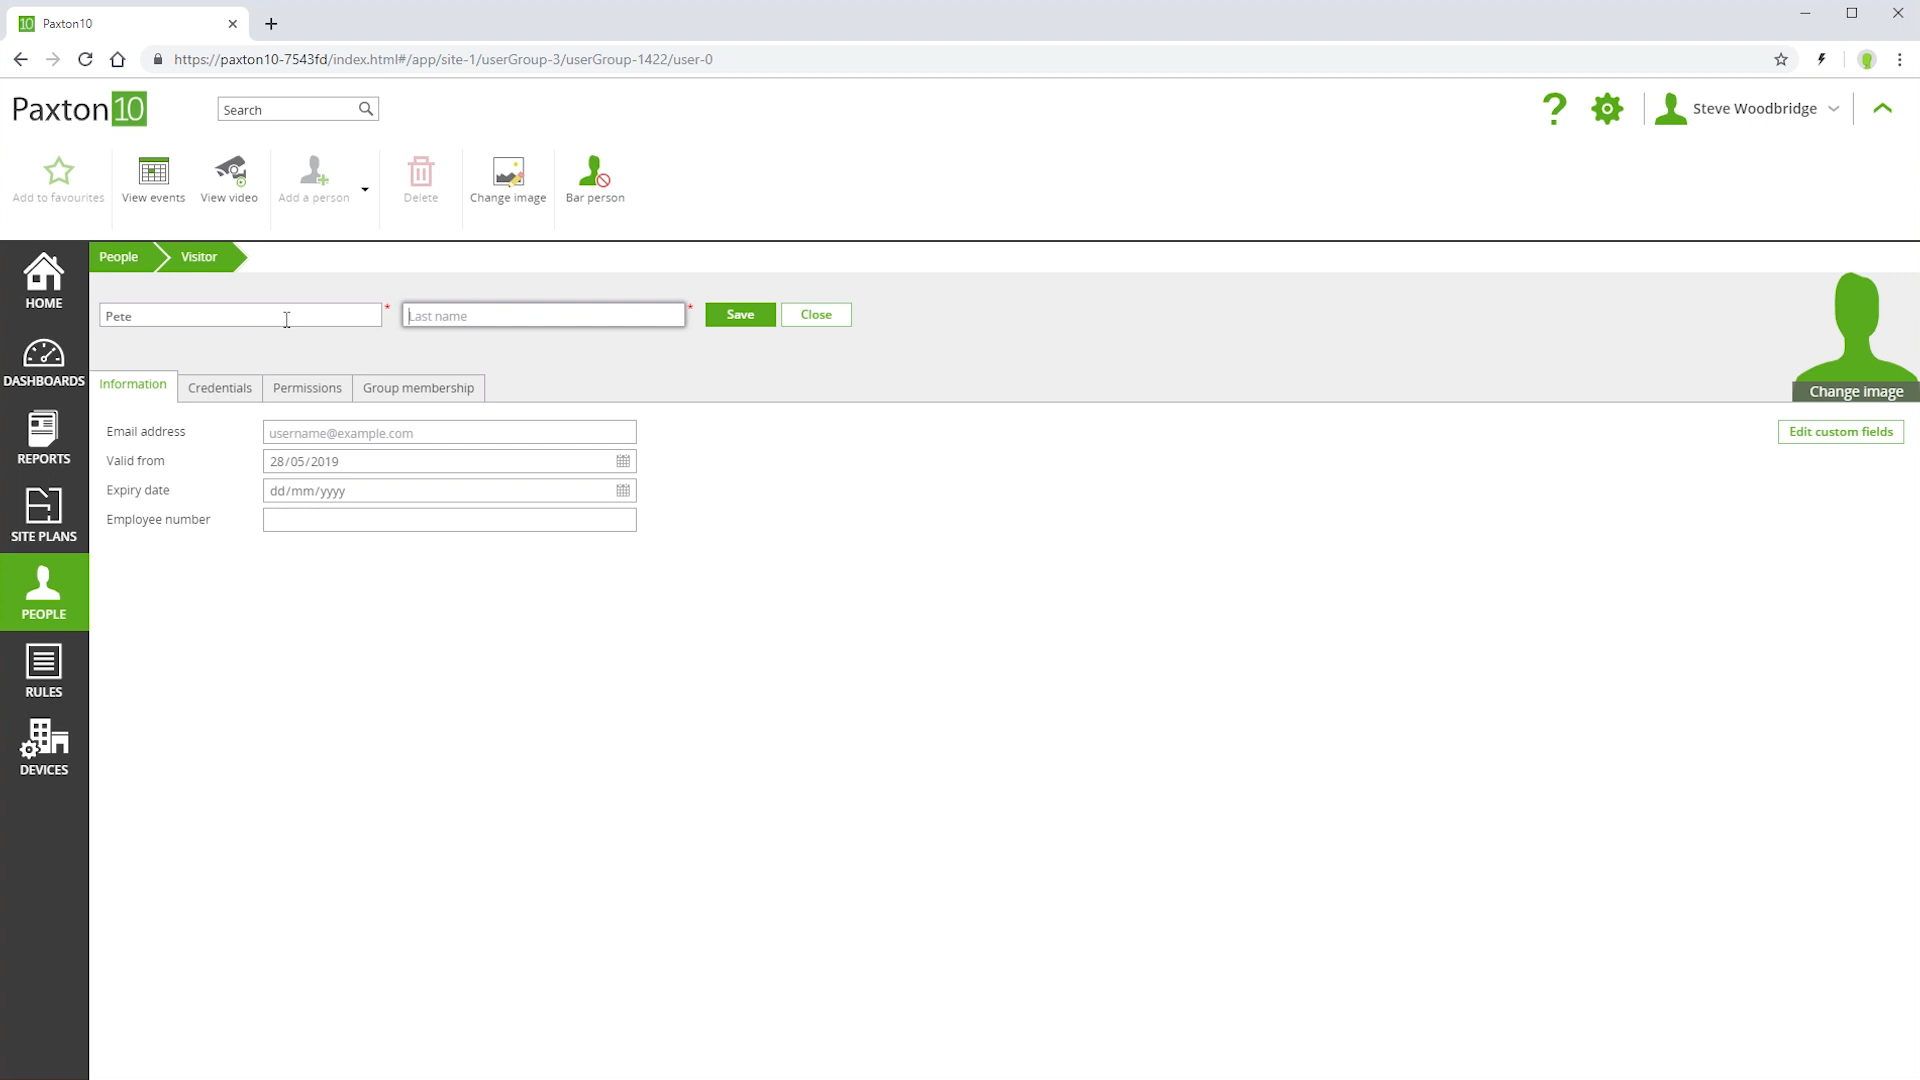 10 Paxton10
https://paxton10-7543fd/index.html#/app/site-1/userGroup-3/userGroup-1422/user-0
Paxton 10
Search
? Steve Woodbridge
Add to favourites
View events
View video
Add a person
Delete
Change image
Bar person
People
Visitor
Pete *
Last name *
Save
Close
Change image
Information
Credentials
Permissions
Group membership
Email address username@example.com
Edit custom fields
Valid from 28/05/2019
Expiry date dd/mm/yyyy
Employee number
HOME
DASHBOARDS
REPORTS
SITE PLANS
PEOPLE
RULES
DEVICES